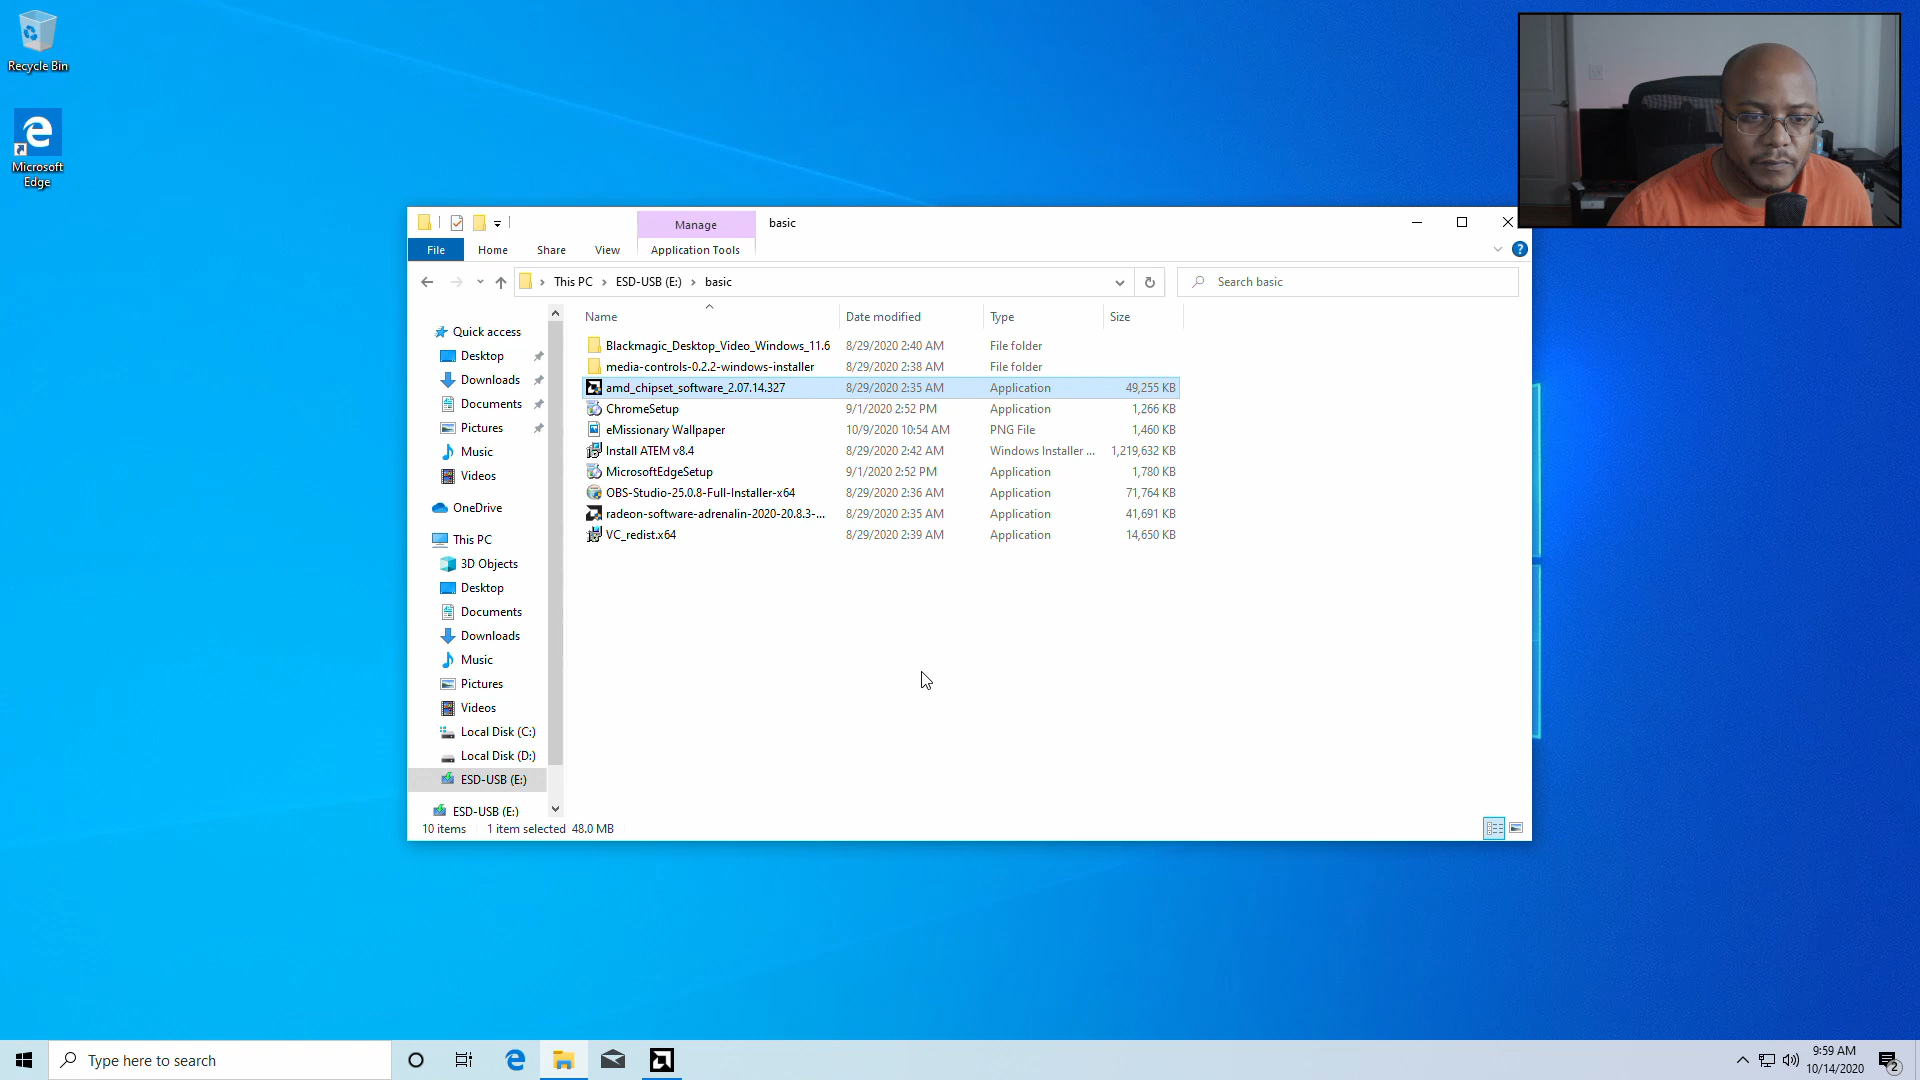 Recycle Bin
Microsoft
Edge
Manage
basic
File
Home
Share
View
Application Tools
This PC
ESD-USB (E:)
basic
Search basic
Name
Date modified
Type
Size
Quick access
Desktop
Downloads
Documents
Pictures
Music
Videos
OneDrive
This PC
3D Objects
Desktop
Documents
Downloads
Music
Pictures
Videos
Local Disk (C:)
Local Disk (D:)
ESD-USB (E:)
ESD-USB (E:)
Blackmagic_Desktop_Video_Windows_11.6 8/29/2020 2:40 AM File folder
media-controls-0.2.2-windows-installer 8/29/2020 2:38 AM File folder
amd_chipset_software_2.07.14.327 8/29/2020 2:35 AM Application 49,255 KB
ChromeSetup 9/1/2020 2:52 PM Application 1,266 KB
eMissionary Wallpaper 10/9/2020 10:54 AM PNG File 1,460 KB
Install ATEM v8.4 8/29/2020 2:42 AM Windows Installer ... 1,219,632 KB
MicrosoftEdgeSetup 9/1/2020 2:52 PM Application 1,780 KB
OBS-Studio-25.0.8-Full-Installer-x64 8/29/2020 2:36 AM Application 71,764 KB
radeon-software-adrenalin-2020-20.8.3-... 8/29/2020 2:35 AM Application 41,691 KB
VC_redist.x64 8/29/2020 2:39 AM Application 14,650 KB
10 items 1 item selected 48.0 MB
Type here to search
9:59 AM
10/14/2020
2